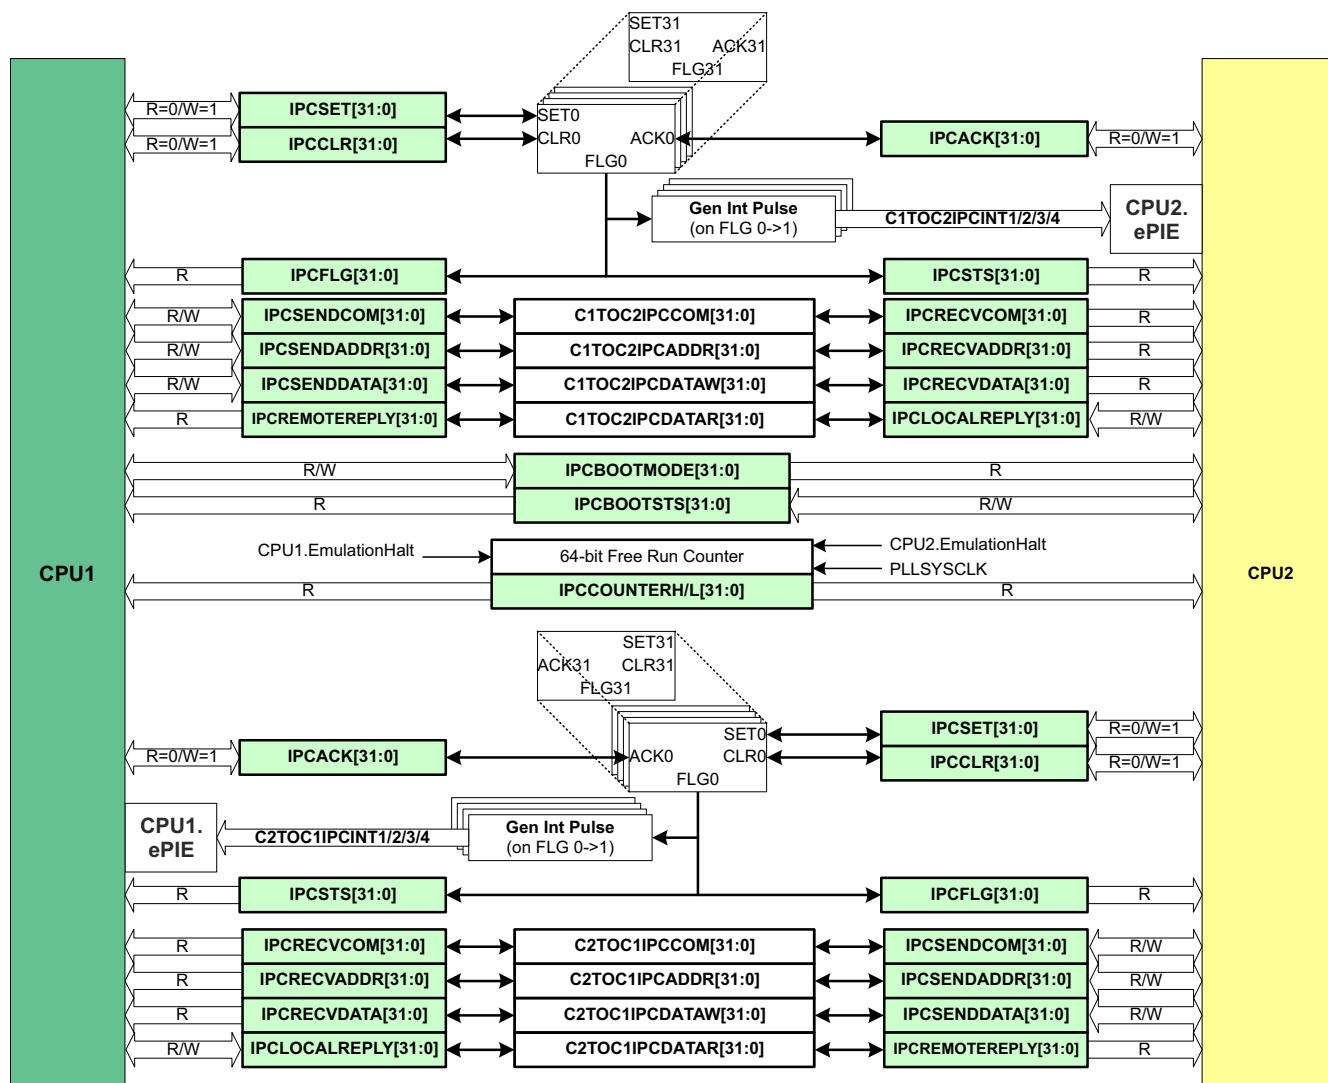 SET31
CLR31 ACK31
FLG31
R=0/W=1 IPCSET[31:0] SET0
R=0/W=1 IPCCLR[31:0] CLR0 ACK0 IPCACK[31:0] R=0/W=1
FLG0
Gen Int Pulse
(on FLG 0->1)
C1TOC2IPCINT1/2/3/4
CPU2.
ePIE
R IPCFLG[31:0] IPCSTS[31:0] R
R/W IPCSENDCOM[31:0] C1TOC2IPCCOM[31:0] IPCRECVCOM[31:0] R
R/W IPCSENDADDR[31:0] C1TOC2IPCADDR[31:0] IPCRECVADDR[31:0] R
R/W IPCSENDDATA[31:0] C1TOC2IPCDATAW[31:0] IPCRECVDATA[31:0] R
R IPCREMOTEREPLY[31:0] C1TOC2IPCDATAR[31:0] IPCLOCALREPLY[31:0] R/W
R/W IPCBOOTMODE[31:0] R
R IPCBOOTSTS[31:0] R/W
CPU1.EmulationHalt 64-bit Free Run Counter CPU2.EmulationHalt
PLLSYSCLK
CPU1
CPU2
R IPCCOUNTERH/L[31:0] R
SET31
ACK31 CLR31
FLG31
SET0 IPCSET[31:0] R=0/W=1
R=0/W=1 IPCACK[31:0] ACK0 CLR0 IPCCLR[31:0] R=0/W=1
FLG0
CPU1.
ePIE
C2TOC1IPCINT1/2/3/4
Gen Int Pulse
(on FLG 0->1)
R IPCSTS[31:0] IPCFLG[31:0] R
R IPCRECVCOM[31:0] C2TOC1IPCCOM[31:0] IPCSENDCOM[31:0] R/W
R IPCRECVADDR[31:0] C2TOC1IPCADDR[31:0] IPCSENDADDR[31:0] R/W
R IPCRECVDATA[31:0] C2TOC1IPCDATAW[31:0] IPCSENDDATA[31:0] R/W
R/W IPCLOCALREPLY[31:0] C2TOC1IPCDATAR[31:0] IPCREMOTEREPLY[31:0] R